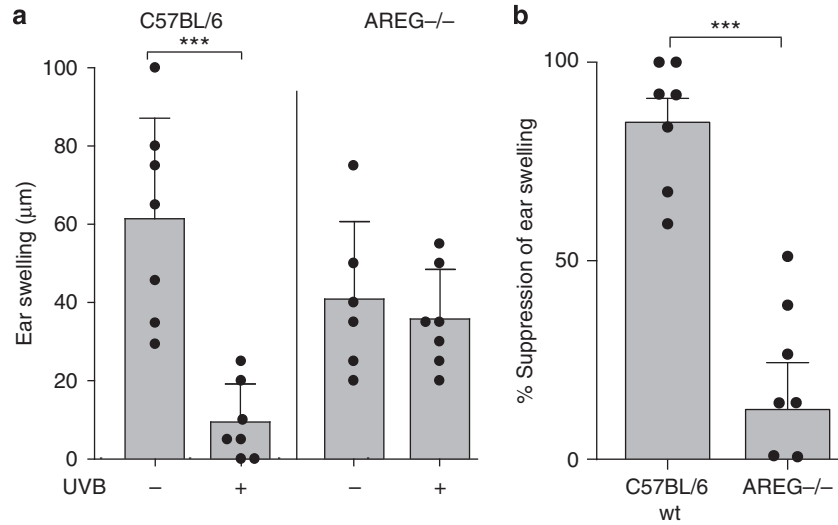 a
C57BL/6
AREG–/–
***
Ear swelling (μm)
100
80
60
40
20
0
UVB
–
+
–
+
b
***
% Suppression of ear swelling
100
50
0
C57BL/6
wt
AREG–/–